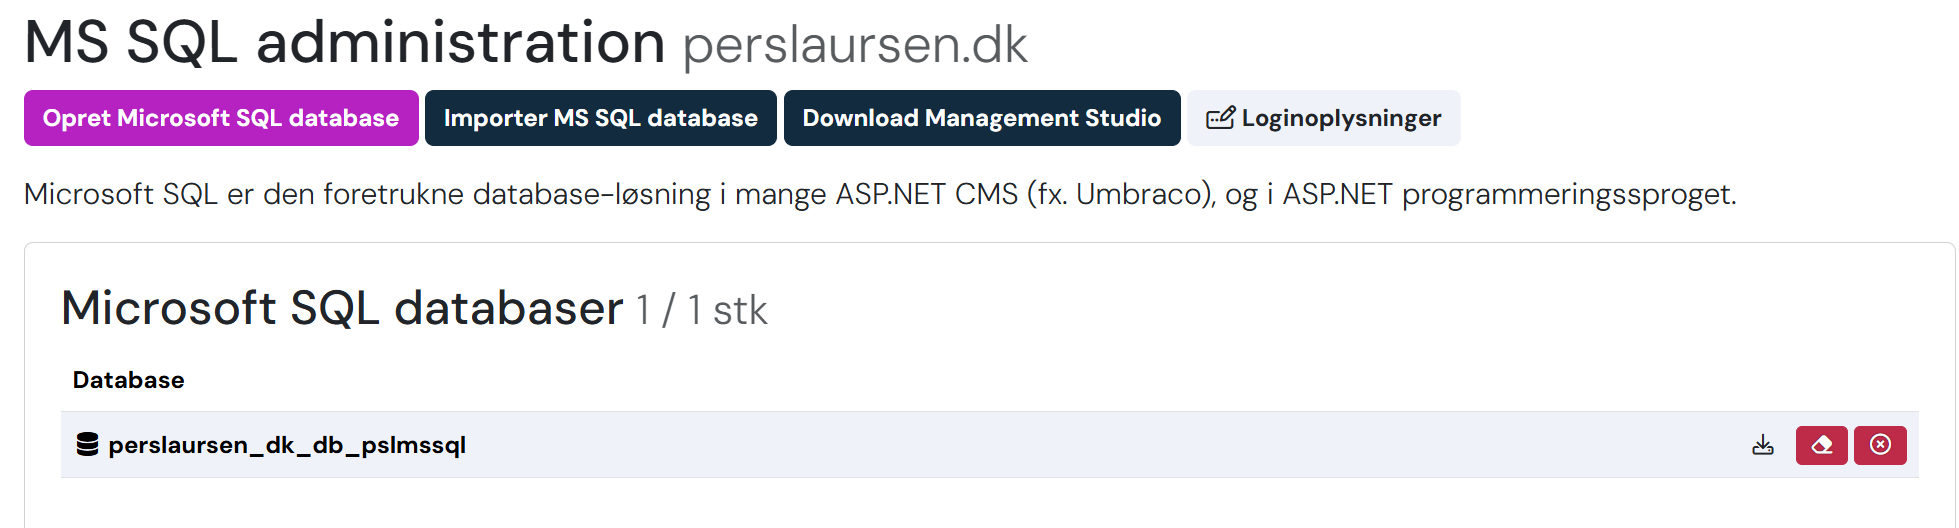 MS SQL administration perslaursen.dk
Opret Microsoft SQL database Importer MS SQL database Download Management Studio Loginoplysninger
Microsoft SQL er den foretrukne database-løsning i mange ASP.NET CMS (fx. Umbraco), og i ASP.NET programmeringssproget.
Microsoft SQL databaser 1 / 1 stk
Database
perslaursen_dk_db_pslmssql